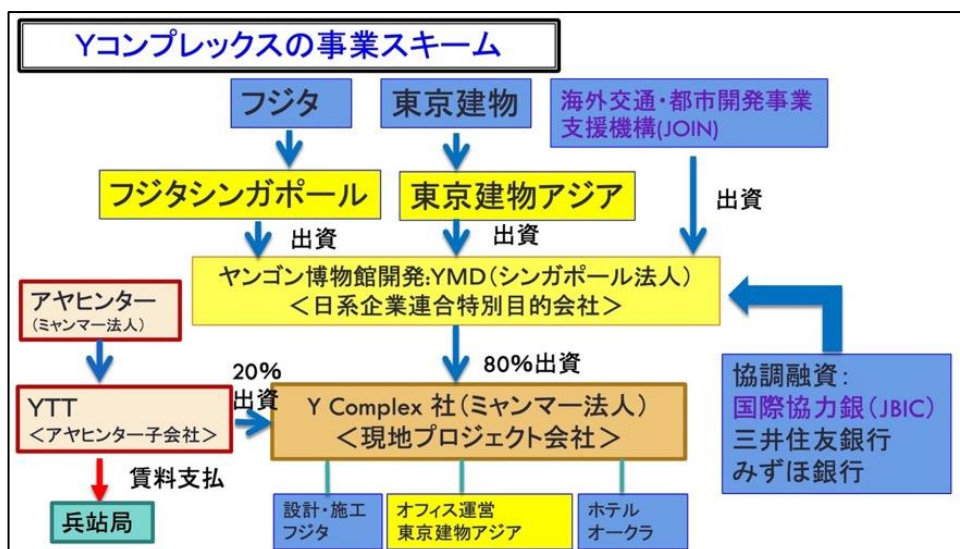 Yコンプレックスの事業スキーム
フジタ
東京建物
海外交通・都市開発事業
支援機構(JOIN)
フジタシンガポール
東京建物アジア
出資
出資
出資
ヤンゴン博物館開発:YMD(シンガポール法人)
<日系企業連合特別目的会社>
アヤヒンター
(ミャンマー法人)
20%
出資
80%出資
YTT
<アヤヒンター子会社>
Y Complex 社(ミャンマー法人)
<現地プロジェクト会社>
協調融資:
国際協力銀(JBIC)
三井住友銀行
みずほ銀行
賃料支払
兵站局
設計・施工
フジタ
オフィス運営
東京建物アジア
ホテル
オークラ